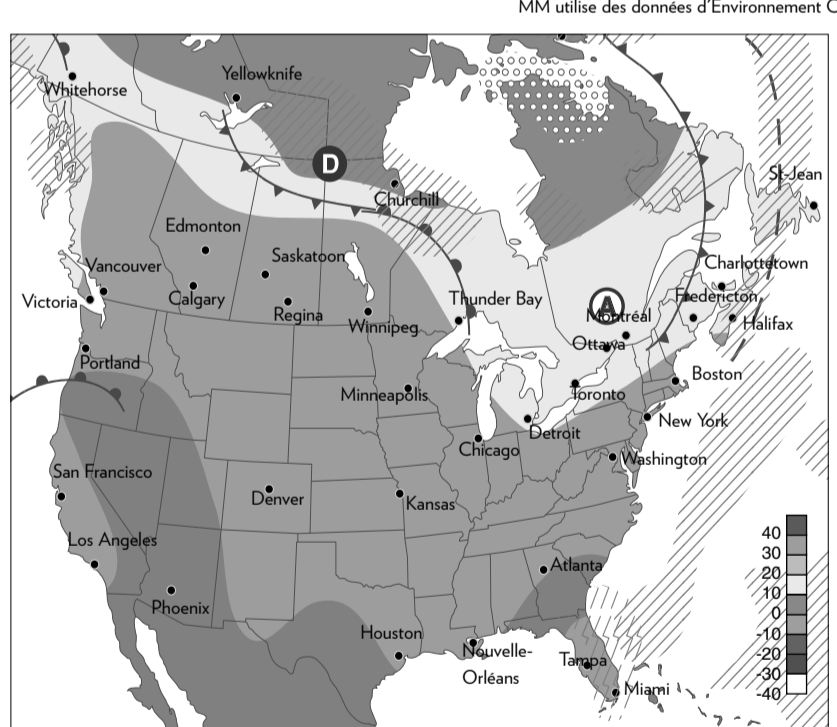 MM utilise des données d'Environnement C
Yellowknife
Whitehorse
D
St-Jean
Churchill
Edmonton
Saskatoon
Vancouver
Charlottetown
Victoria
Calgary
Regina
Winnipeg
Thunder Bay
A
Fredericton
Montréal
Halifax
Ottawa
Portland
Boston
Minneapolis
Toronto
New York
Detroit
Chicago
Washington
San Francisco
Denver
Kansas
Los Angeles
Atlanta
Phoenix
Houston
Nouvelle-
Orléans
Tampa
Miami
40
30
20
10
0
-10
-20
-30
-40